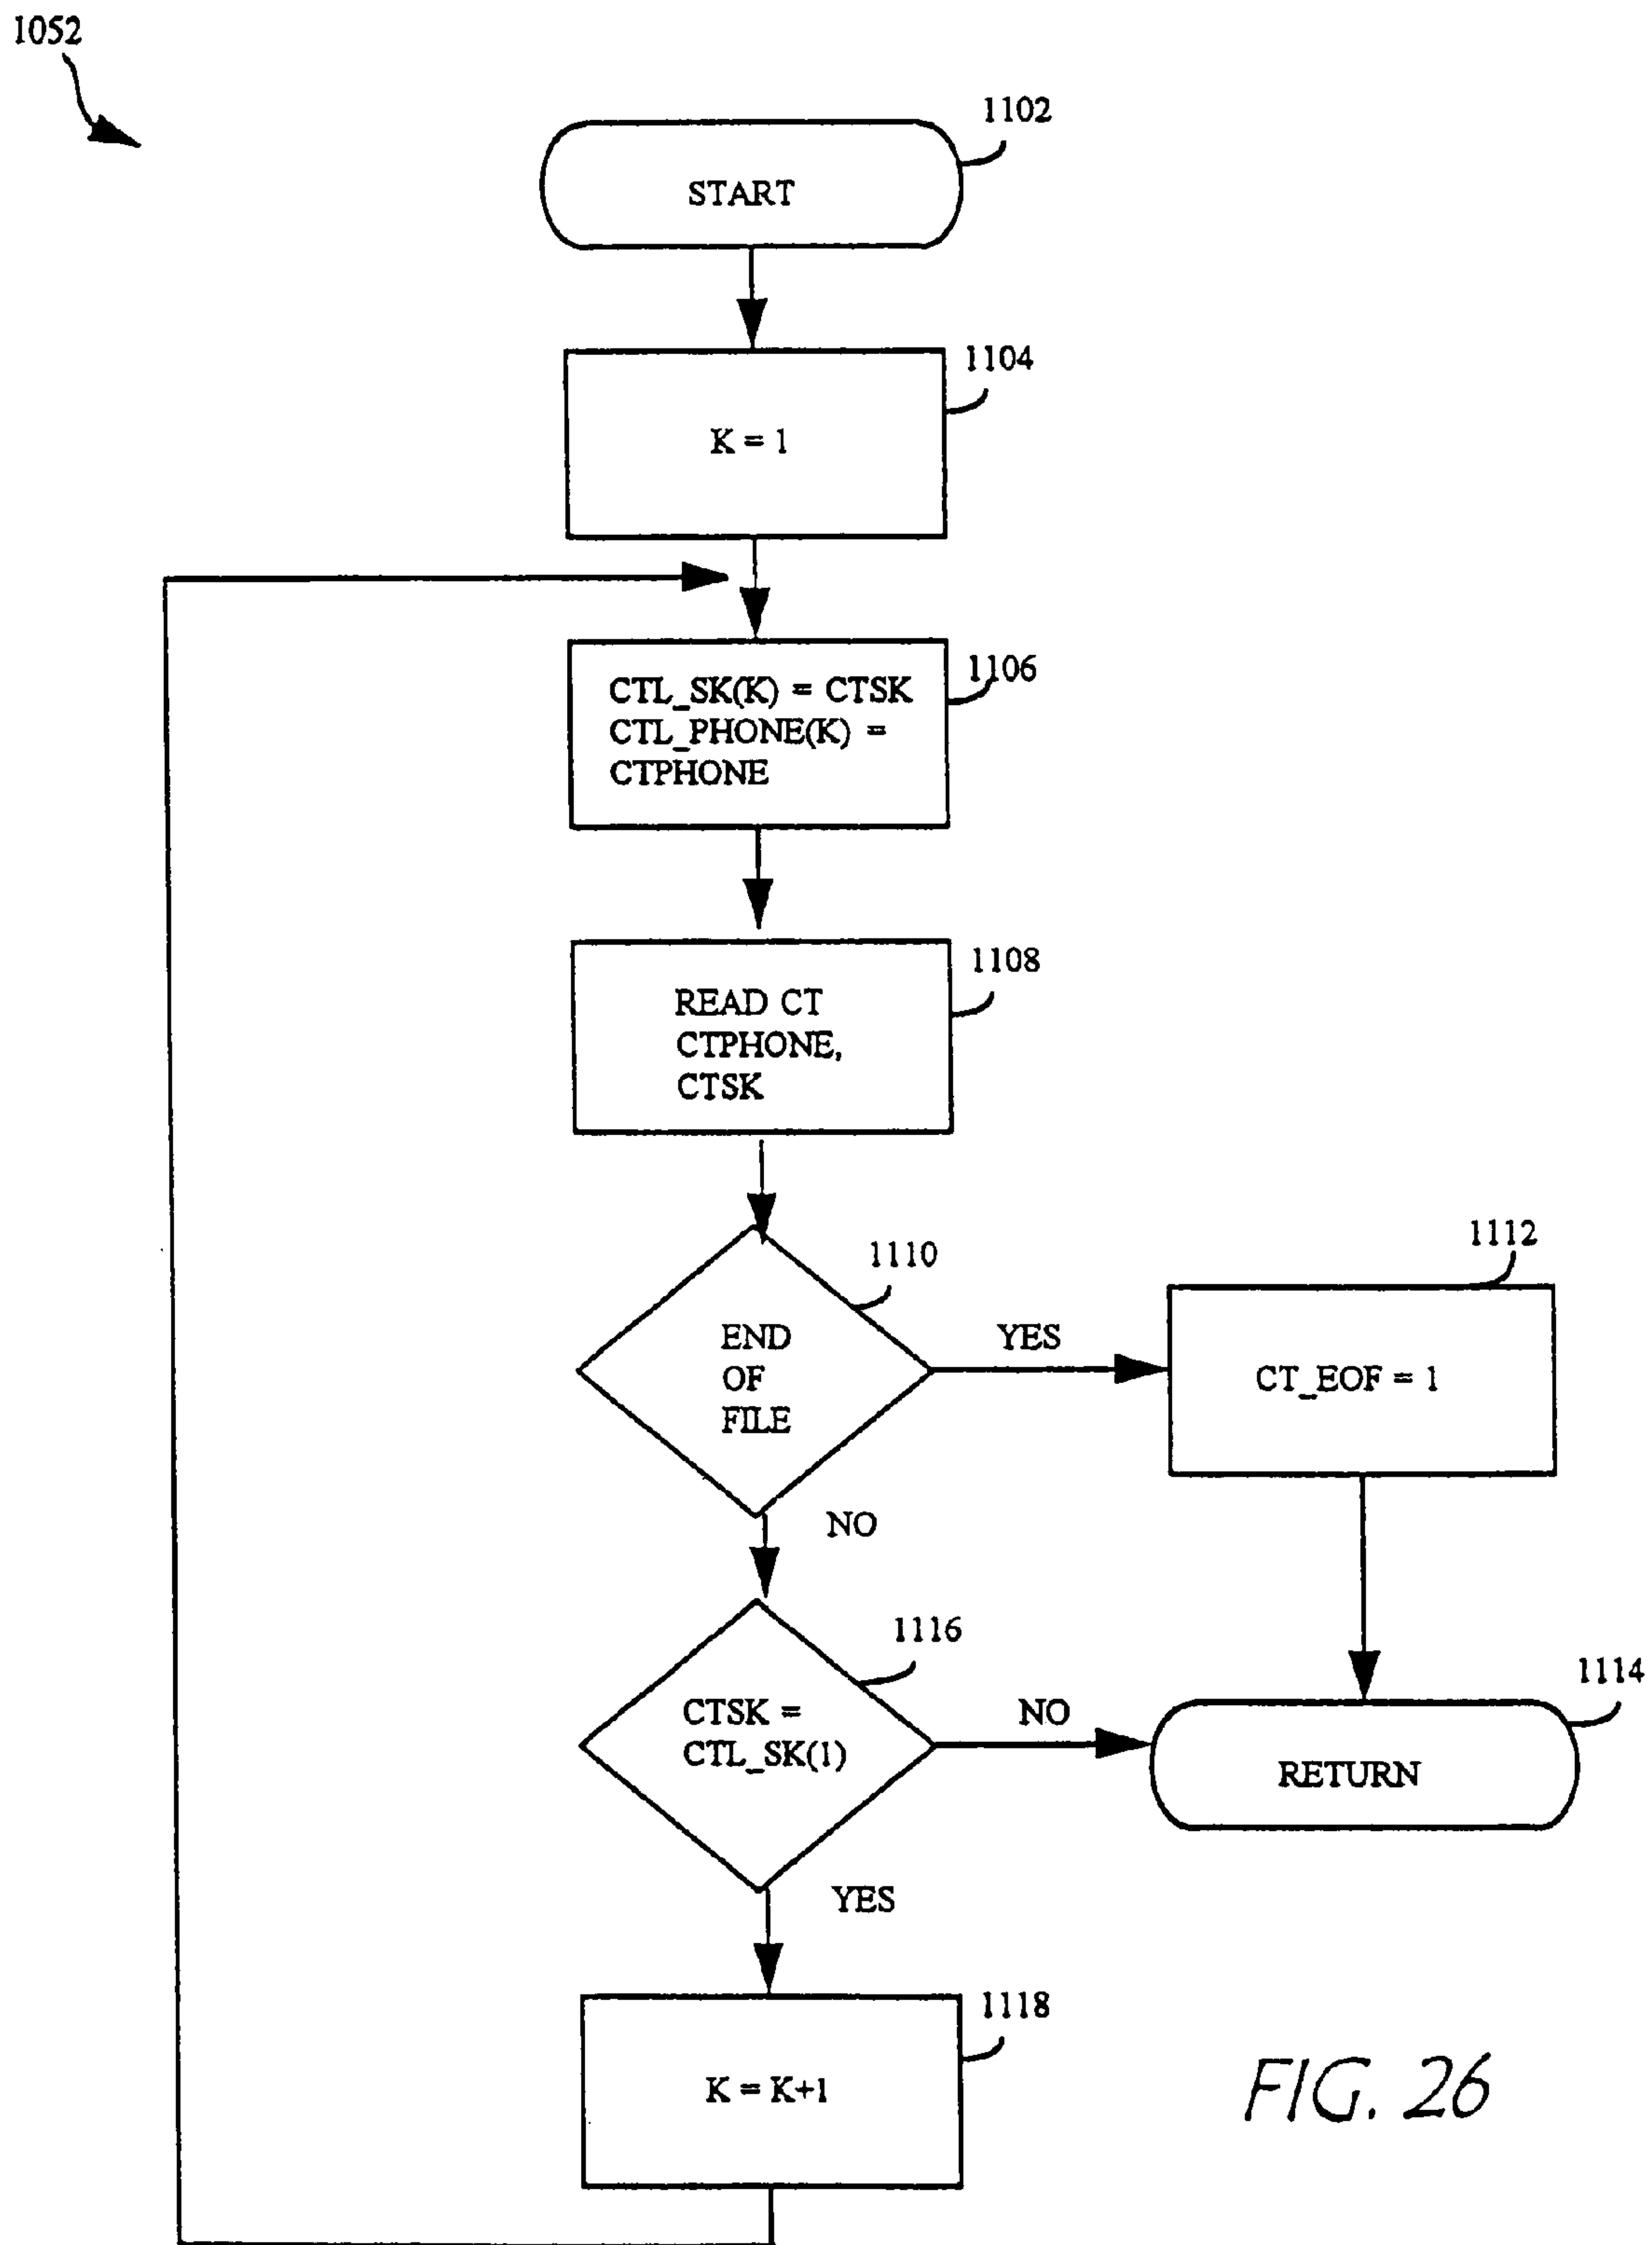 1052
1102
START
1104
K = 1
1106
CTL_SK(K) = CTSK
CTL_PHONE(K) =
CTPHONE
1108
READ CT
CTPHONE,
CTSK
1110
END
OF
FILE
YES
1112
CT_EOF = 1
NO
1116
CTSK =
CTL_SK(1)
NO
1114
RETURN
YES
1118
K = K+1
FIG. 26